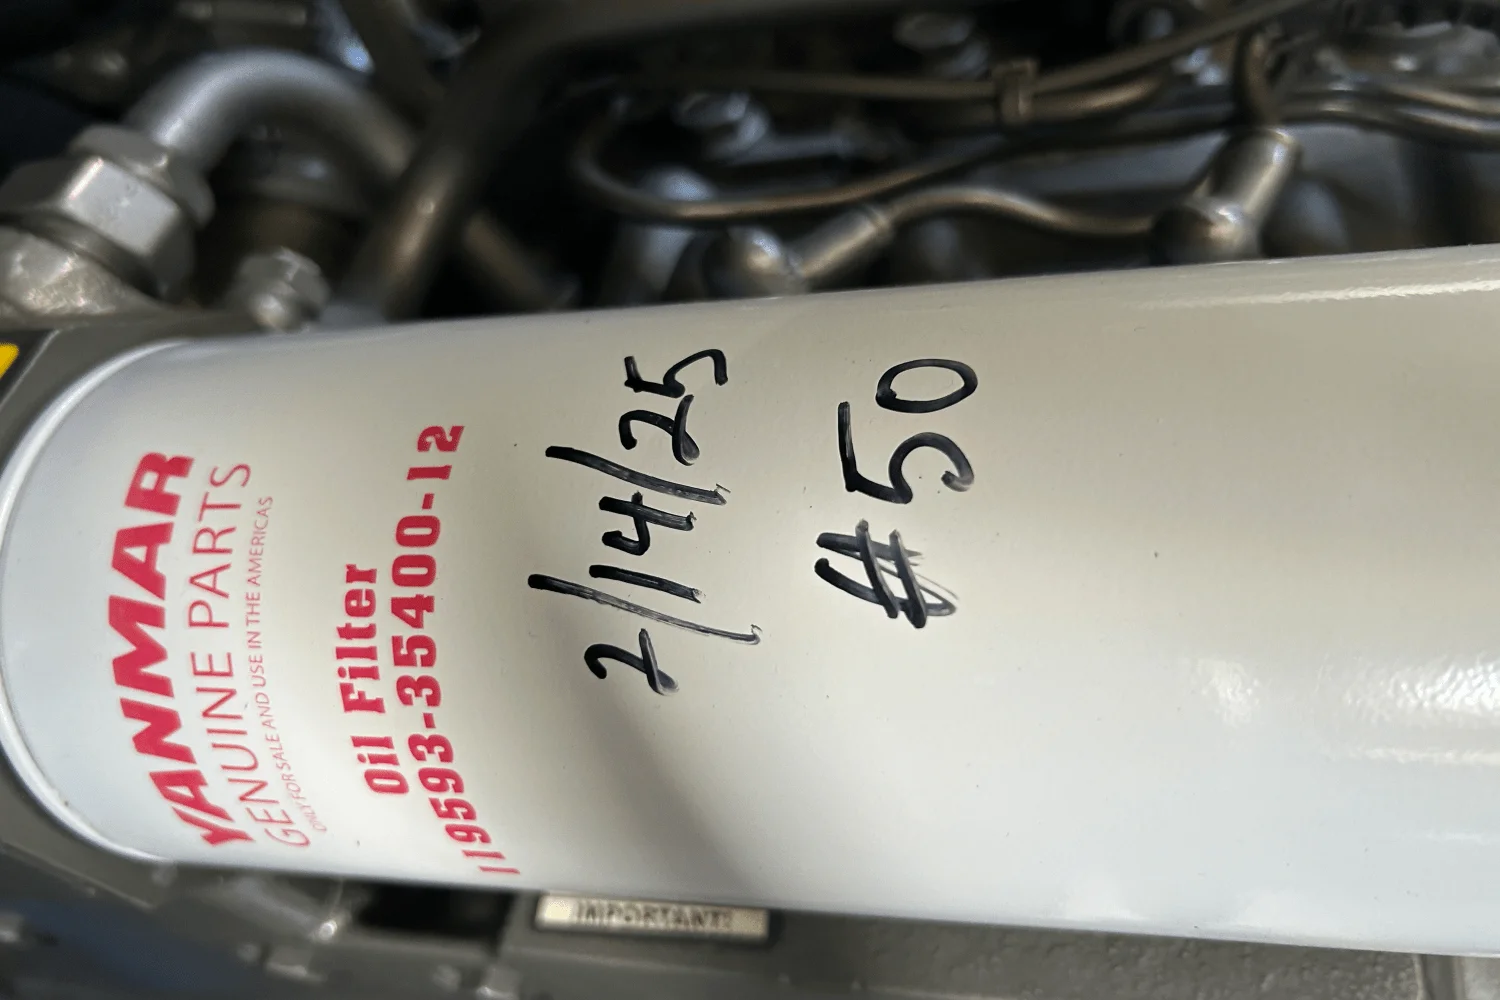 YANMAR
GENUINE PARTS
ONLY FOR SALE AND USE IN THE AMERICAS
Oil Filter
119593-35400-12
2/14/25
#50
IMPORTANT!